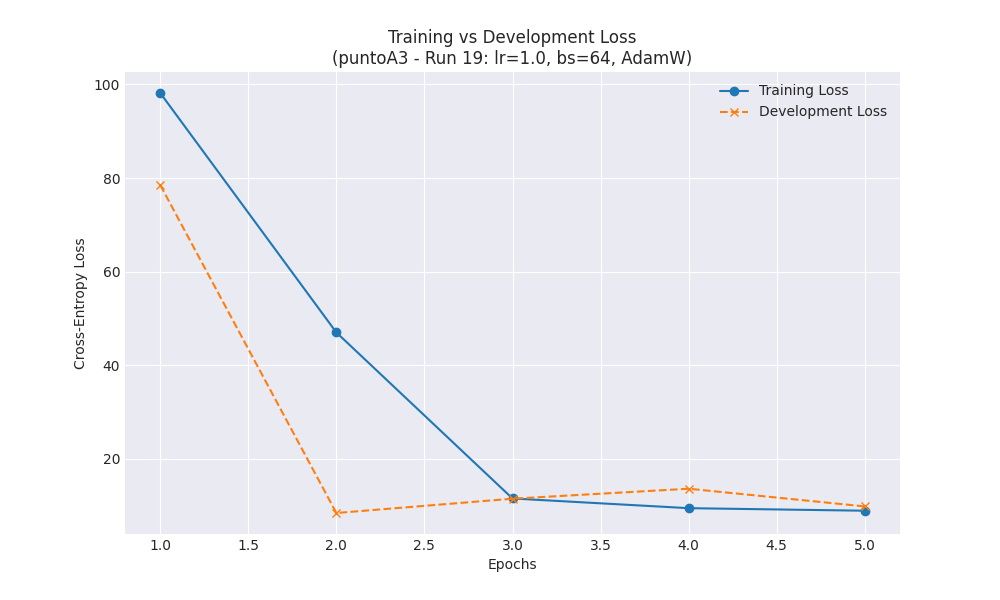 Training vs Development Loss
(puntoA3 - Run 19: lr=1.0, bs=64, AdamW)
Training Loss
Development Loss
Cross-Entropy Loss
100
80
60
40
20
1.0 1.5 2.0 2.5 3.0 3.5 4.0 4.5 5.0
Epochs